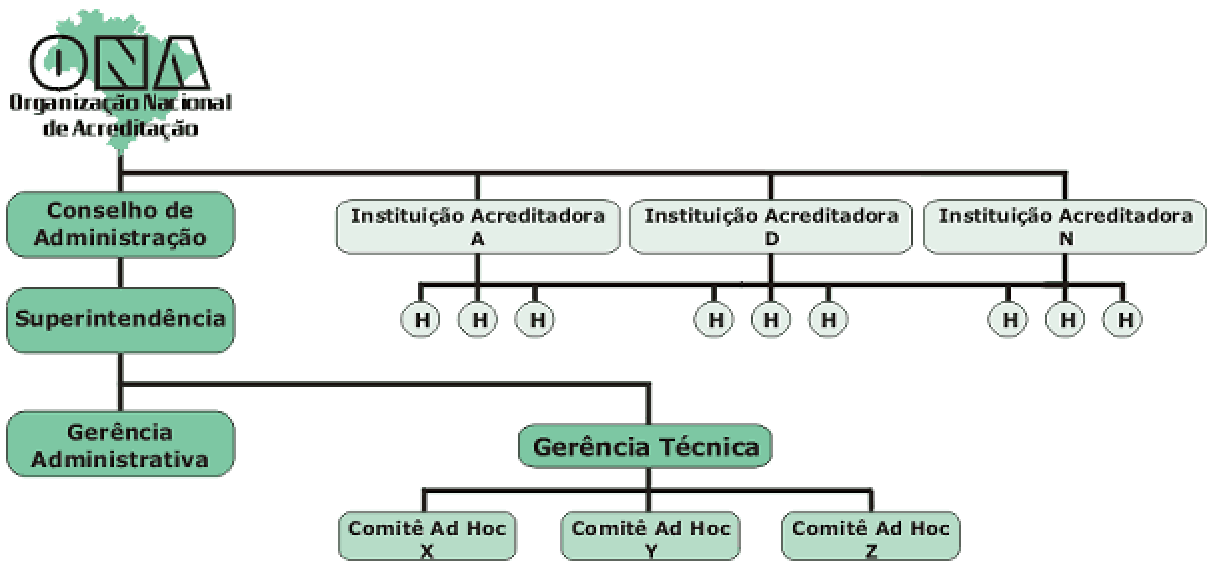 ONA
Organização Nacional
de Acreditação
Conselho de
Administração
Instituição Acreditadora
A
Instituição Acreditadora
D
Instituição Acreditadora
N
Superintendência
H
H
H
H
H
H
H
H
H
Gerência
Administrativa
Gerência Técnica
Comitê Ad Hoc
X
Comitê Ad Hoc
Y
Comitê Ad Hoc
Z